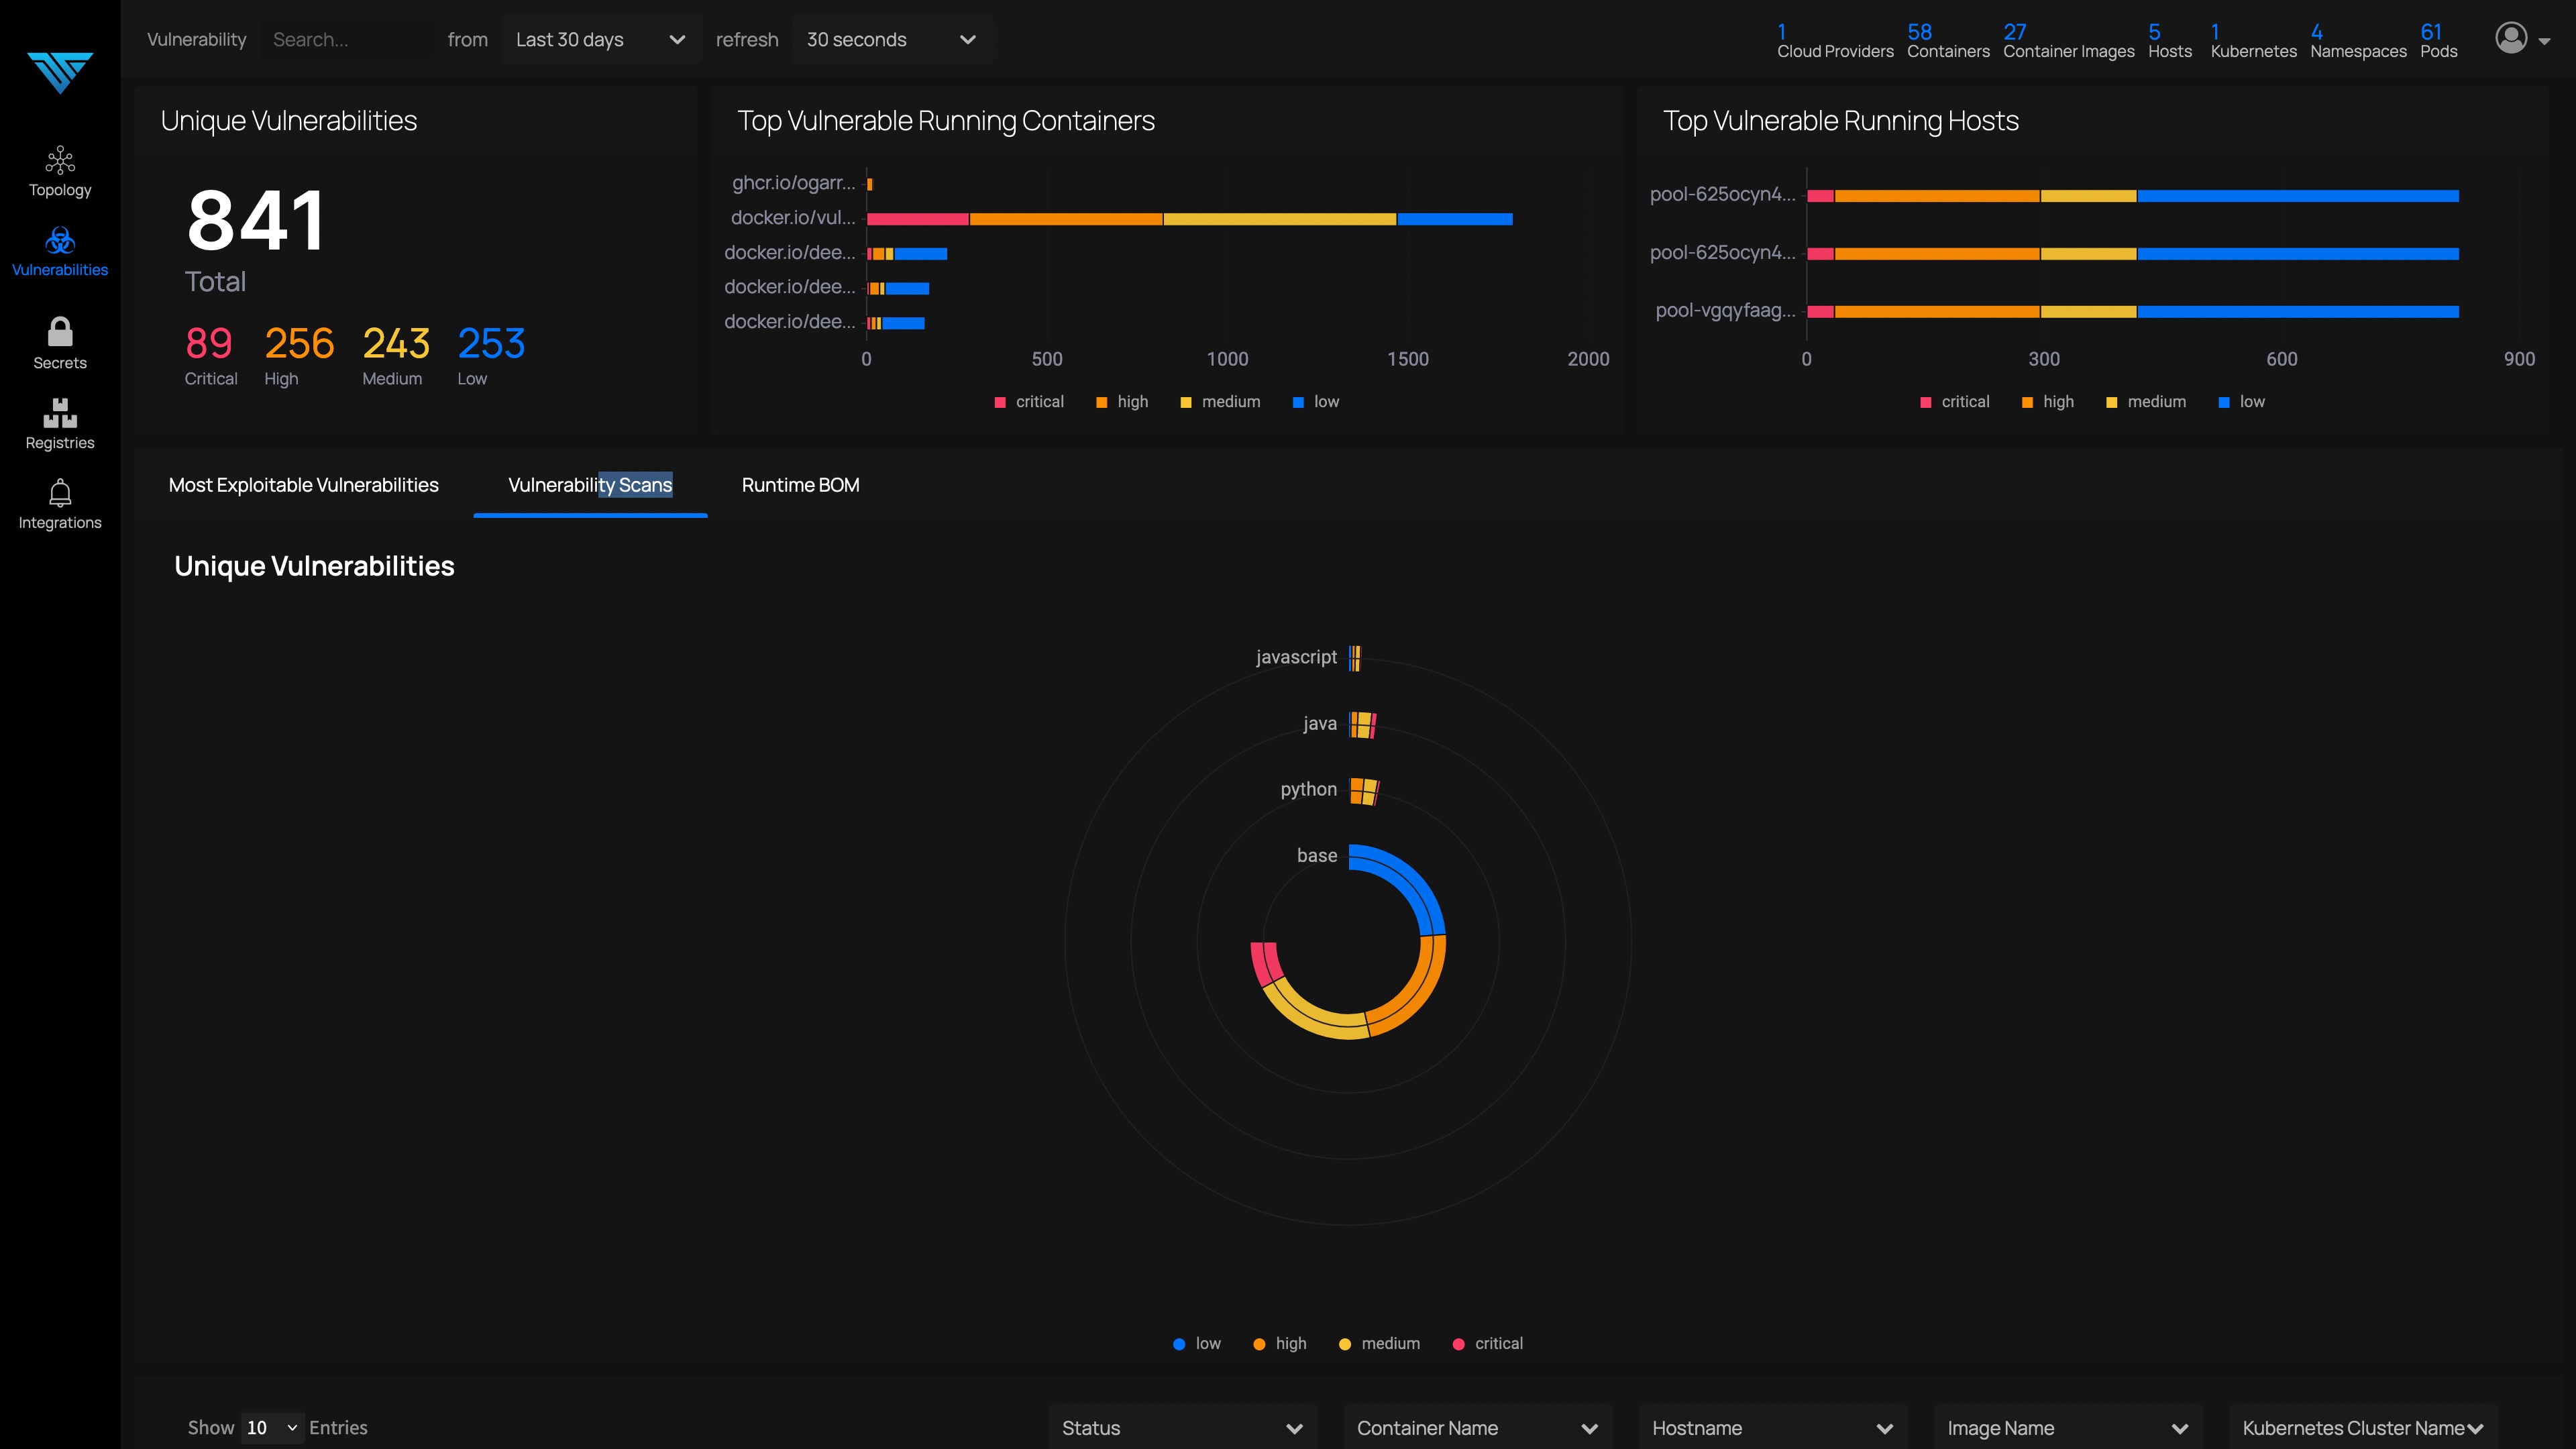 Vulnerability Search... from Last 30 days refresh 30 seconds
1 Cloud Providers
58 Containers
27 Container Images
5 Hosts
1 Kubernetes
4 Namespaces
61 Pods
Topology
Vulnerabilities
Secrets
Registries
Integrations
Unique Vulnerabilities
841
Total
89 256 243 253
Critical High Medium Low
Top Vulnerable Running Containers
ghcr.io/ogarr...
docker.io/vul...
docker.io/dee...
docker.io/dee...
docker.io/dee...
0 500 1000 1500 2000
critical high medium low
Top Vulnerable Running Hosts
pool-625ocyn4...
pool-625ocyn4...
pool-vgqyfaag...
0 300 600 900
critical high medium low
Most Exploitable Vulnerabilities Vulnerability Scans Runtime BOM
Unique Vulnerabilities
javascript
java
python
base
low high medium critical
Show 10 Entries Status Container Name Hostname Image Name Kubernetes Cluster Name